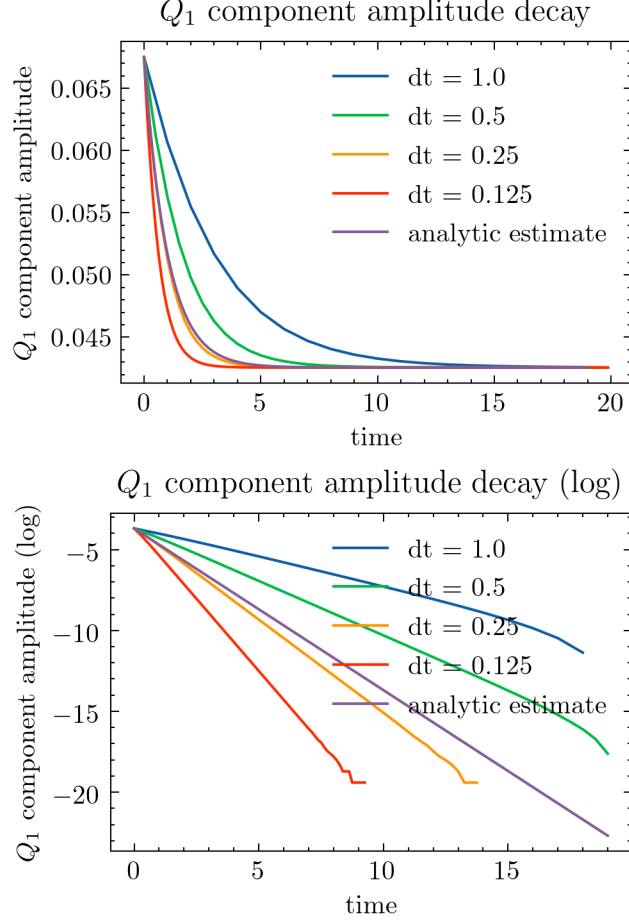 Q₁ component amplitude decay
Q₁ component amplitude
0.065
0.060
0.055
0.050
0.045
dt = 1.0
dt = 0.5
dt = 0.25
dt = 0.125
analytic estimate
0
5
10
15
20
time
Q₁ component amplitude decay (log)
Q₁ component amplitude (log)
−5
−10
−15
−20
dt = 1.0
dt = 0.5
dt = 0.25
dt = 0.125
analytic estimate
0
5
10
15
time